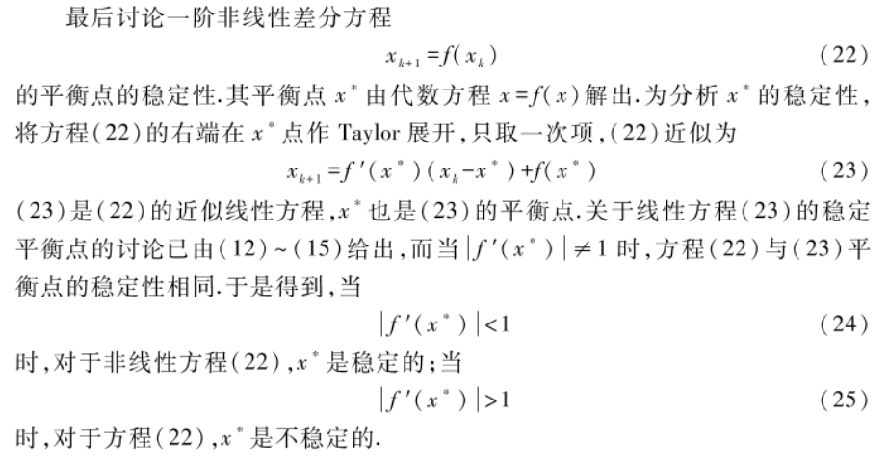 最后讨论一阶非线性差分方程
x_{k+1}=f(x_k) (22)
的平衡点的稳定性.其平衡点 x* 由代数方程 x=f(x)解出.为分析 x* 的稳定性,
将方程(22)的右端在 x* 点作 Taylor 展开,只取一次项,(22)近似为
x_{k+1}=f′(x*)(x_k-x*)+f(x*) (23)
(23)是(22)的近似线性方程,x* 也是(23)的平衡点.关于线性方程(23)的稳定
平衡点的讨论已由(12)~(15)给出,而当|f′(x*)|≠1 时,方程(22)与(23)平
衡点的稳定性相同.于是得到,当
|f′(x*)|<1 (24)
时,对于非线性方程(22),x* 是稳定的;当
|f′(x*)|>1 (25)
时,对于方程(22),x* 是不稳定的.